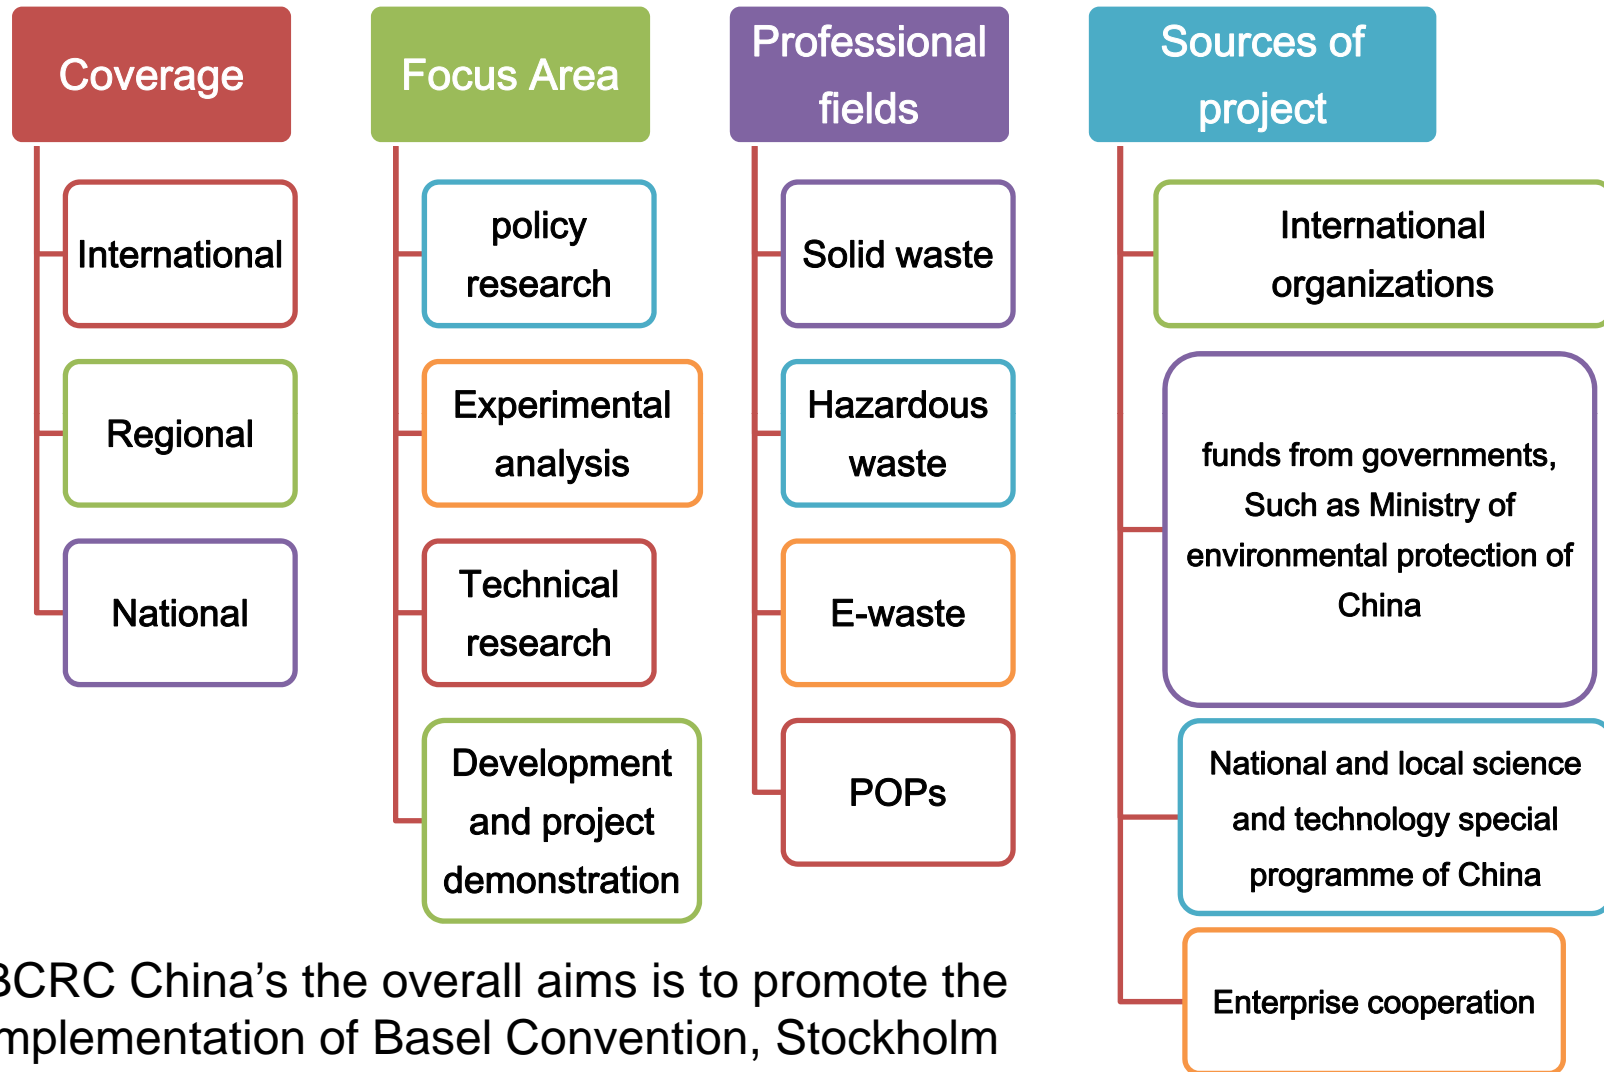 Coverage
International
Regional
National
Focus Area
policy
research
Experimental
analysis
Technical
research
Development
and project
demonstration
Professional
fields
Solid waste
Hazardous
waste
E-waste
POPs
Sources of
project
International
organizations
funds from governments,
Such as Ministry of
environmental protection of
China
National and local science
and technology special
programme of China
Enterprise cooperation
BCRC China’s the overall aims is to promote the
mplementation of Basel Convention, Stockholm